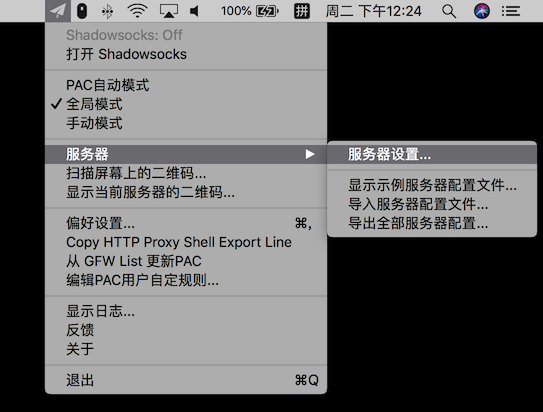 100% 拼 周二 下午12:24
Shadowsocks: Off
打开 Shadowsocks
PAC自动模式
✓ 全局模式
手动模式
服务器 ▶
服务器设置...
扫描屏幕上的二维码...
显示当前服务器的二维码...
显示示例服务器配置文件...
导入服务器配置文件...
导出全部服务器配置...
偏好设置... ⌘,
Copy HTTP Proxy Shell Export Line
从 GFW List 更新PAC
编辑PAC用户自定规则...
显示日志...
反馈
关于
退出 ⌘Q